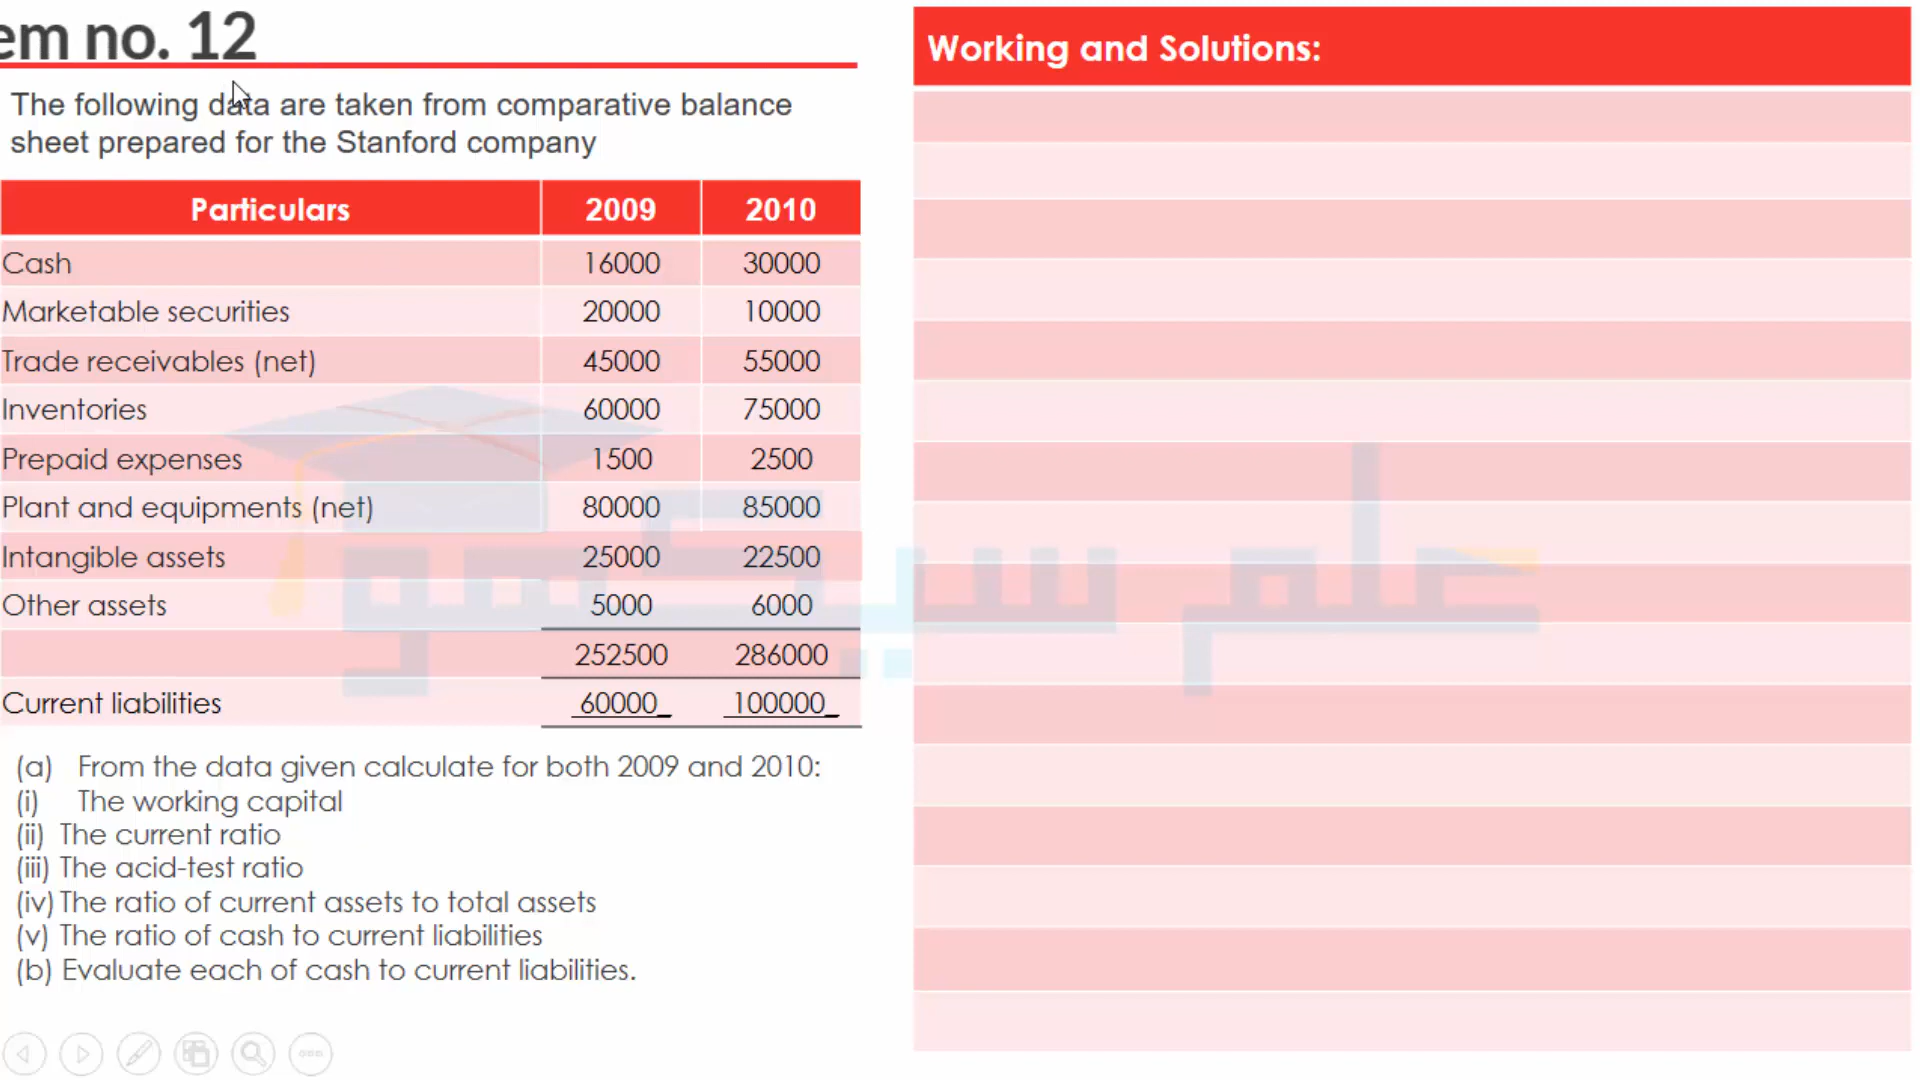 em no. 12
The following data are taken from comparative balance
sheet prepared for the Stanford company
Particulars 2009 2010
Cash 16000 30000
Marketable securities 20000 10000
Trade receivables (net) 45000 55000
Inventories 60000 75000
Prepaid expenses 1500 2500
Plant and equipments (net) 80000 85000
Intangible assets 25000 22500
Other assets 5000 6000
252500 286000
Current liabilities 60000_ 100000_
(a) From the data given calculate for both 2009 and 2010:
(i) The working capital
(ii) The current ratio
(iii) The acid-test ratio
(iv) The ratio of current assets to total assets
(v) The ratio of cash to current liabilities
(b) Evaluate each of cash to current liabilities.
Working and Solutions: